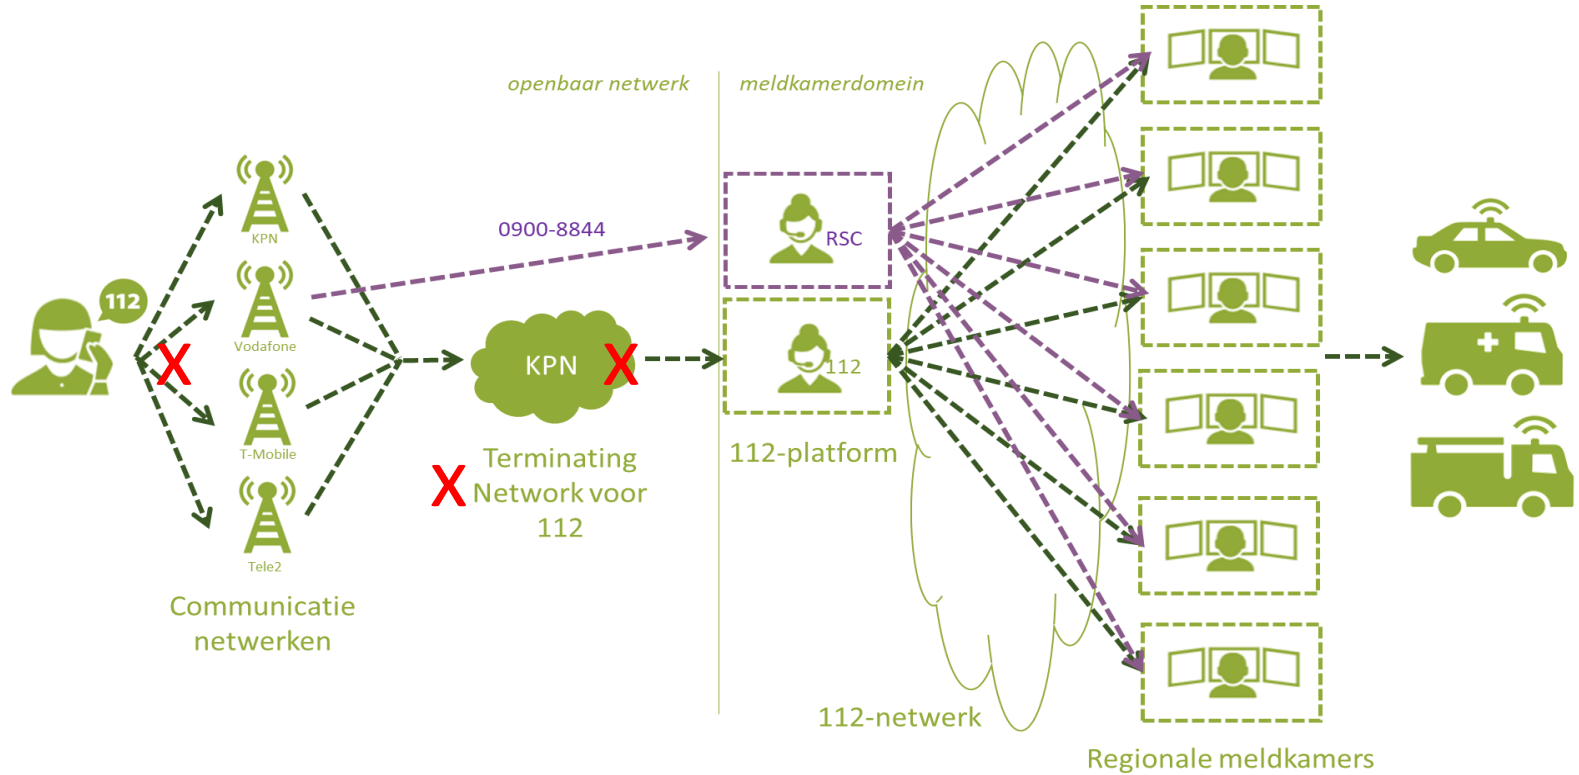 openbaar netwerk
meldkamerdomein
KPN
112
Vodafone
T-Mobile
Tele2
Communicatie
netwerken
0900-8844
KPN
X
X
X
Terminating
Network voor
112
RSC
112
112-platform
112-netwerk
Regionale meldkamers